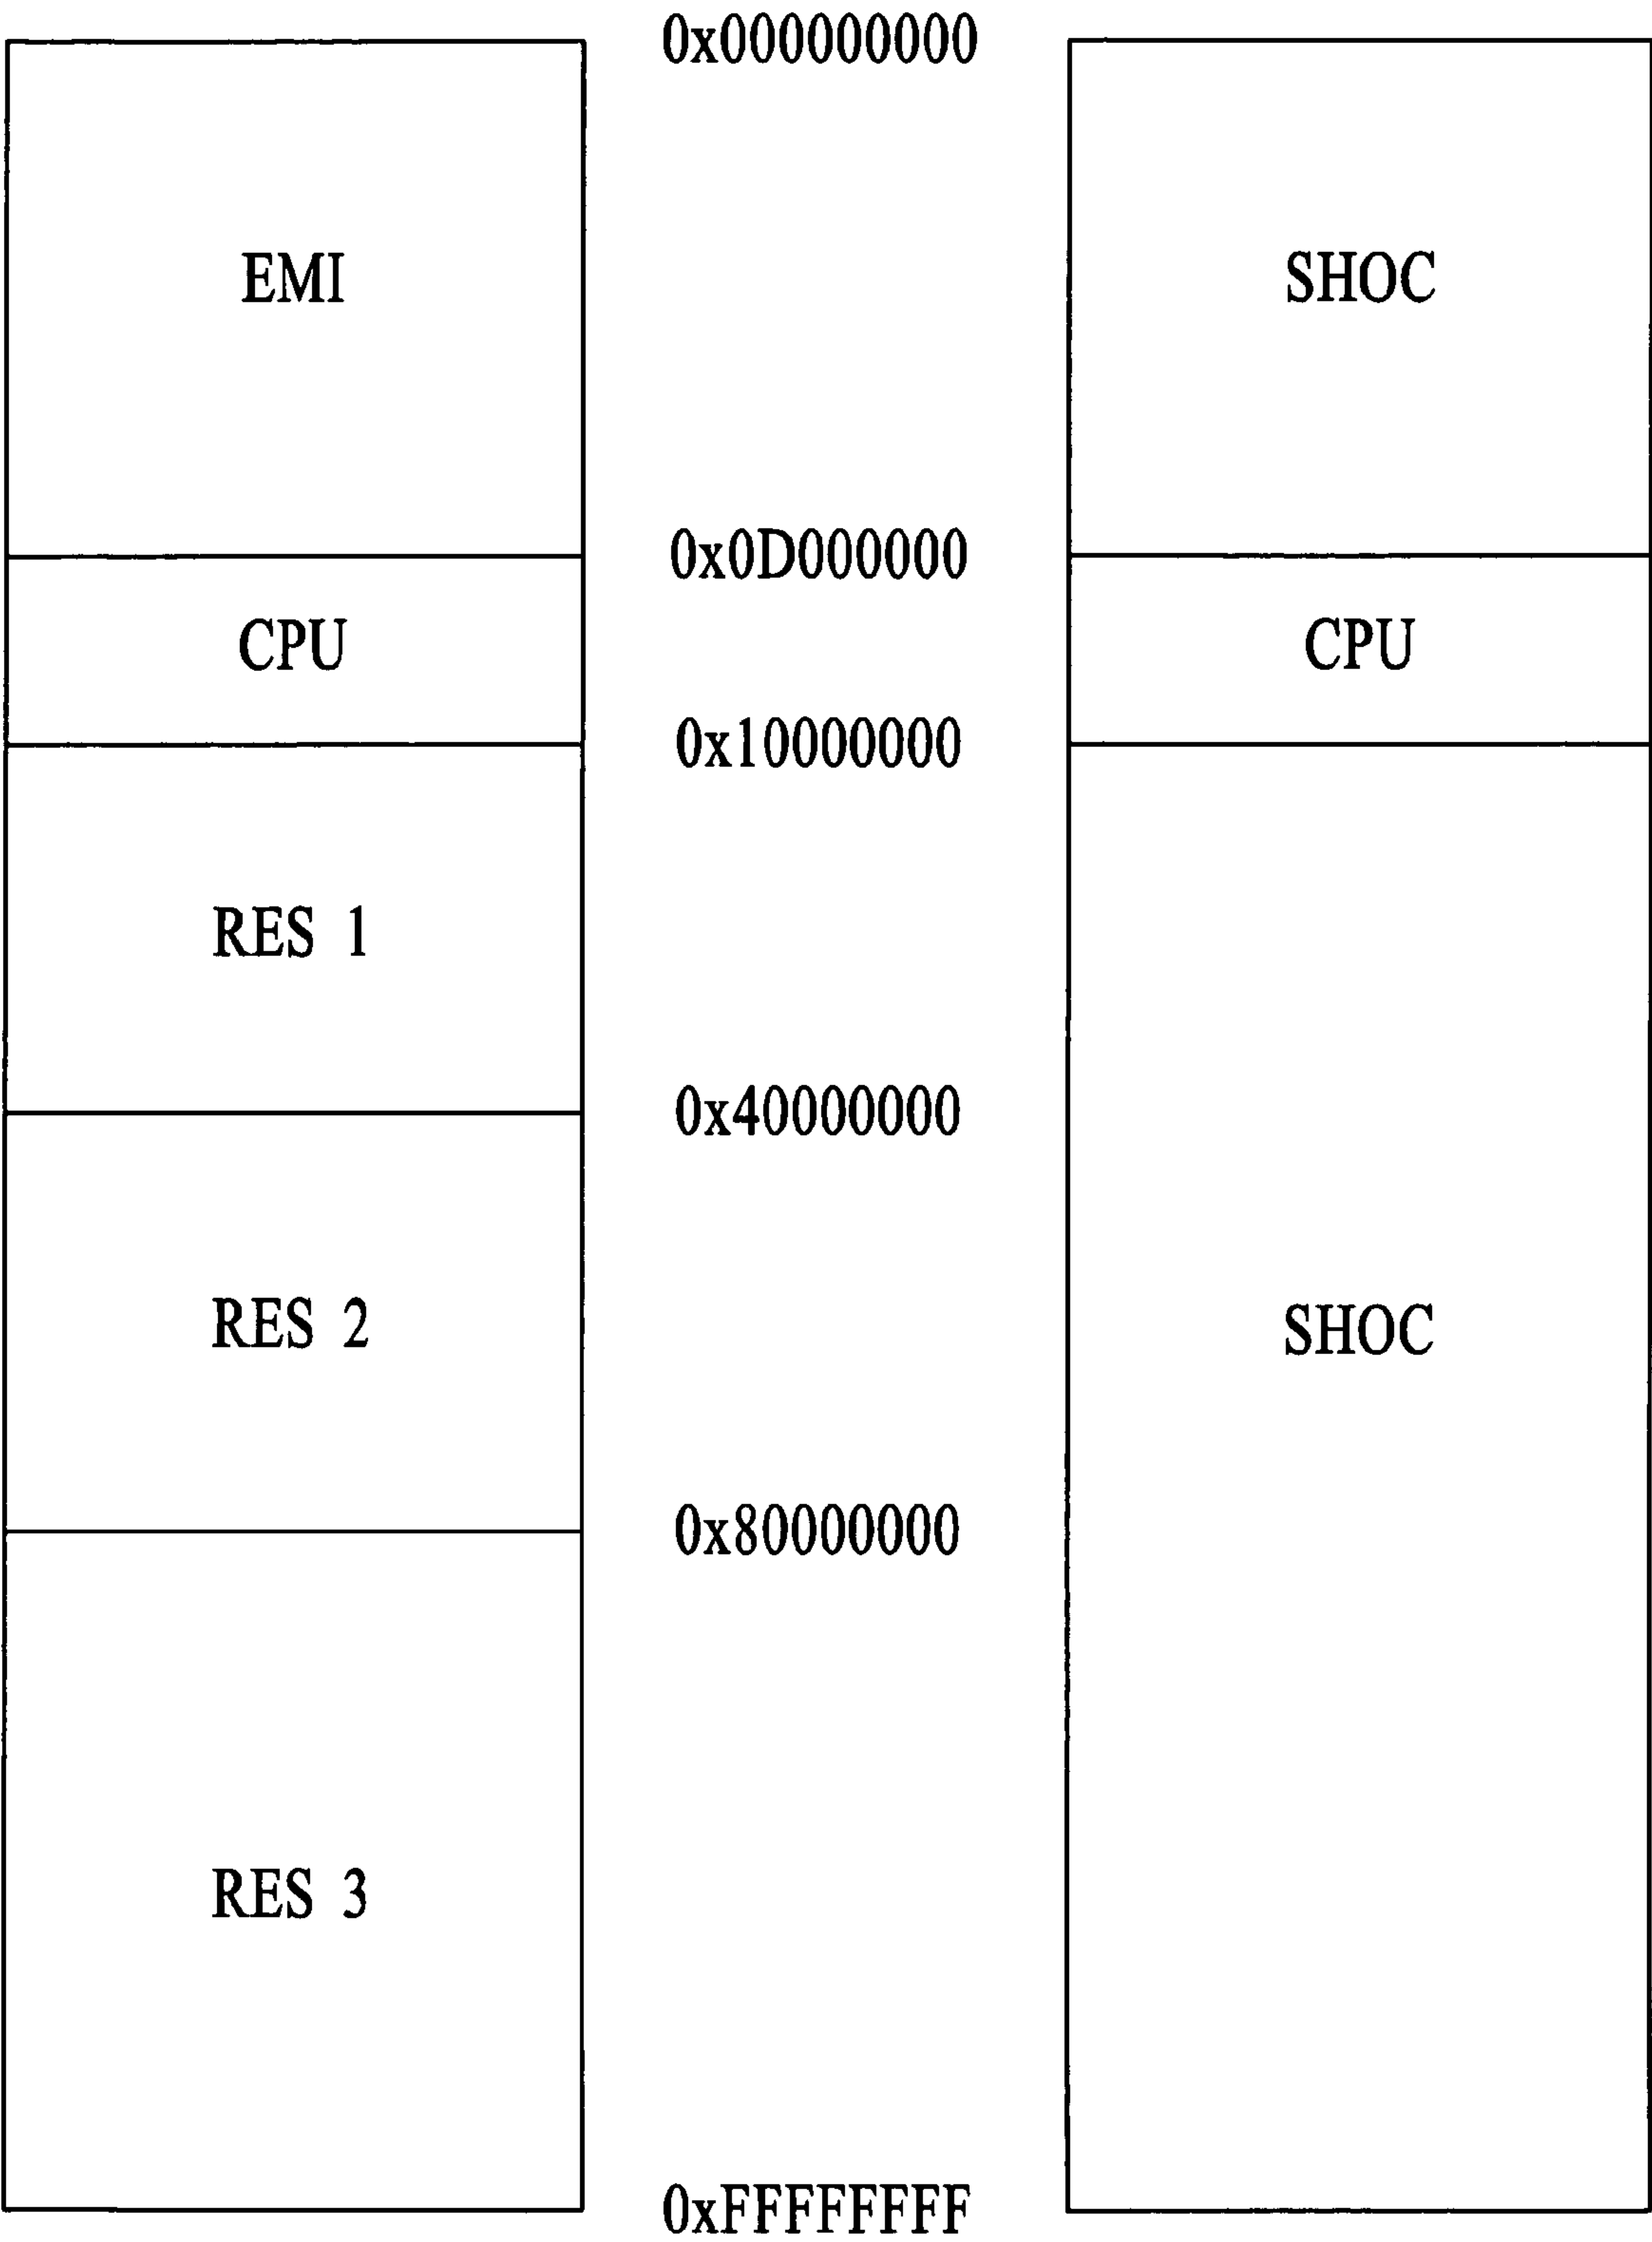 0x000000000
EMI
SHOC
0x0D000000
CPU
CPU
0x10000000
RES 1
0x40000000
RES 2
SHOC
0x80000000
RES 3
0xFFFFFFFF